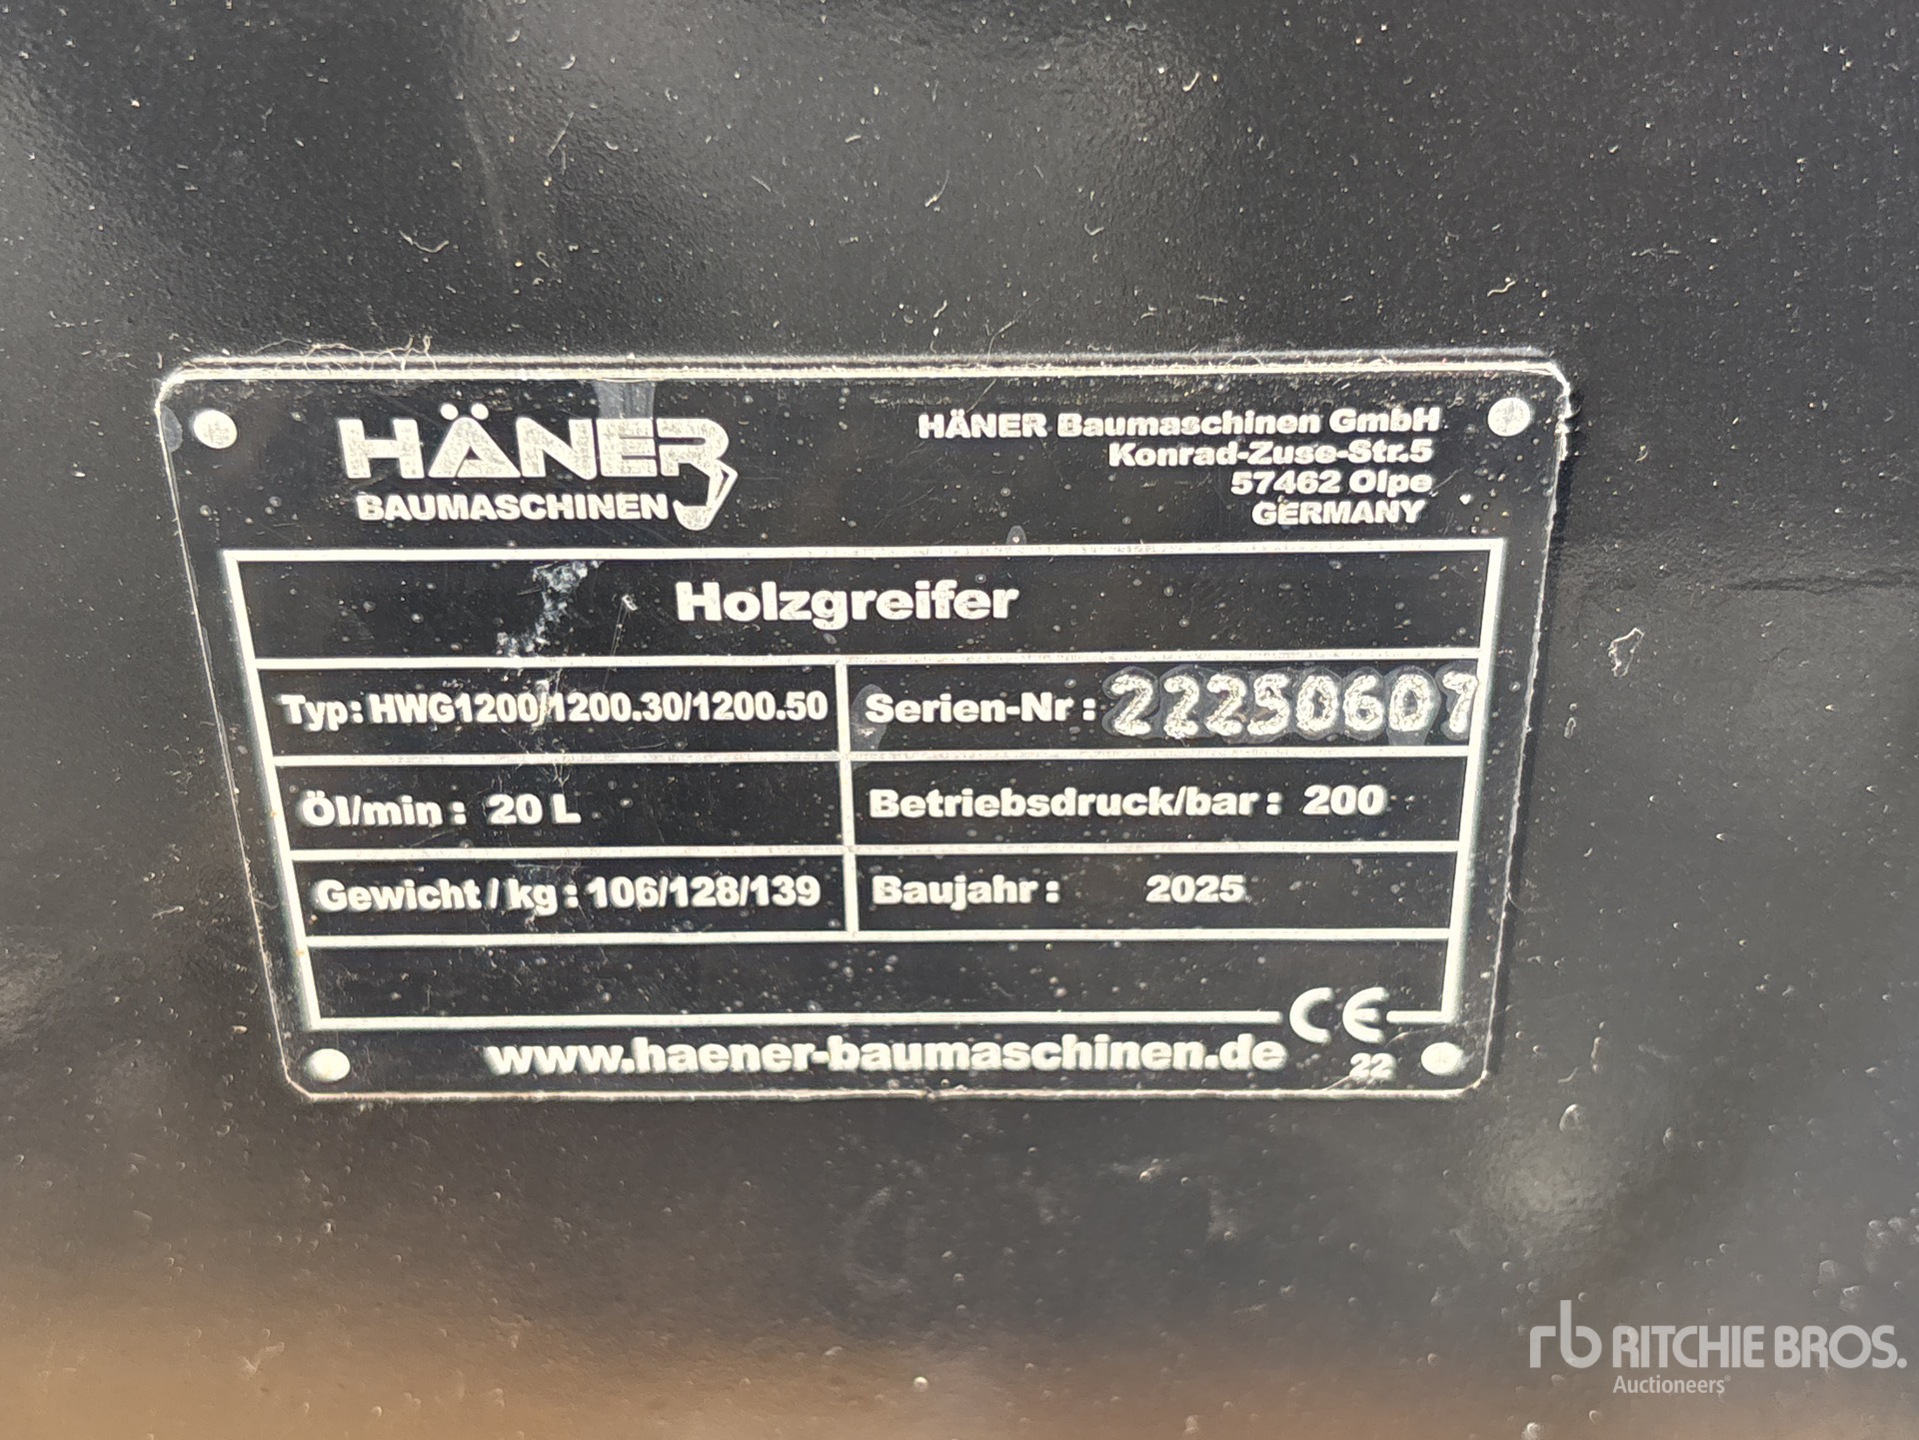 HÄNER
BAUMASCHINEN
HÄNER Baumaschinen GmbH
Konrad-Zuse-Str.5
57462 Olpe
GERMANY
Holzgreifer
Typ: HWG1200/1200.30/1200.50
Serien-Nr: 22250607
Öl/min: 20 L
Betriebsdruck/bar: 200
Gewicht/kg: 106/128/139
Baujahr: 2025
CE
22
www.haener-baumaschinen.de
rb RITCHIE BROS.
Auctioneers